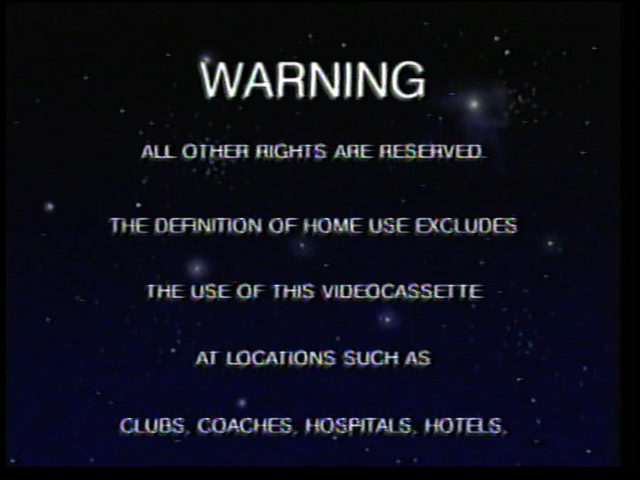 WARNING
ALL OTHER RIGHTS ARE RESERVED.
THE DEFINITION OF HOME USE EXCLUDES
THE USE OF THIS VIDEOCASSETTE
AT LOCATIONS SUCH AS
CLUBS, COACHES, HOSPITALS, HOTELS,